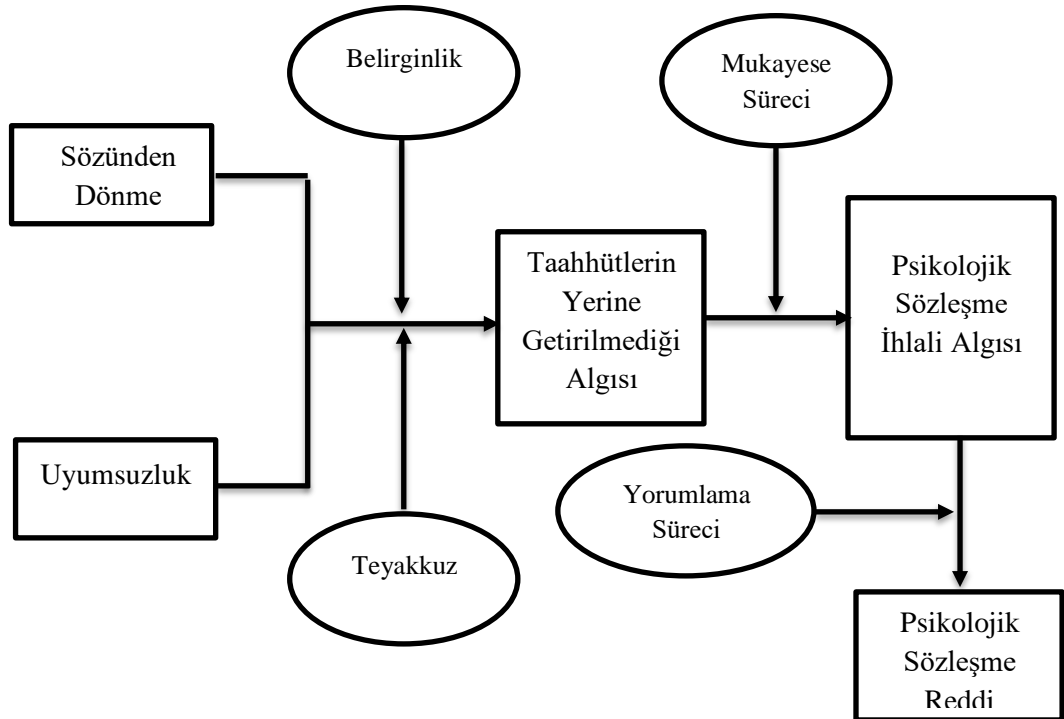 Belirginlik
Mukayese
Süreci
Sözünden
Dönme
Taahhütlerin
Yerine
Getirilmediği
Algısı
Psikolojik
Sözleşme
İhlali Algısı
Uyumsuzluk
Yorumlama
Süreci
Teyakkuz
Psikolojik
Sözleşme
Reddi